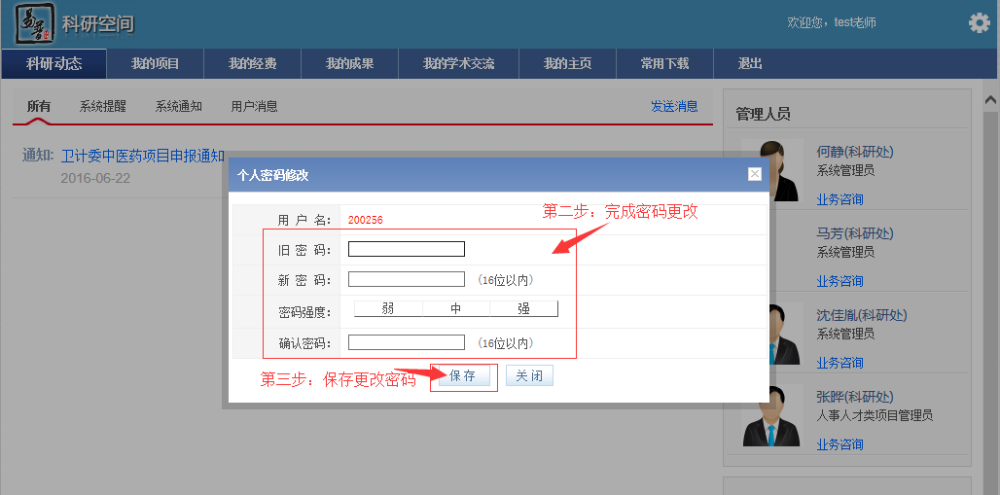 易普
科研空间
欢迎您，test老师
科研动态 我的项目 我的经费 我的成果 我的学术交流 我的主页 常用下载 退出
所有 系统提醒 系统通知 用户消息 发送消息
通知: 卫计委中医药项目申报通知
2016-06-22
个人密码修改
用 户 名： 200256
旧 密 码：
新 密 码： （16位以内）
密码强度： 弱 中 强
确认密码： （16位以内）
保 存 关 闭
第二步：完成密码更改
第三步：保存更改密码
管理人员
何静(科研处)
系统管理员
业务咨询
马芳(科研处)
系统管理员
业务咨询
沈佳胤(科研处)
系统管理员
业务咨询
张晔(科研处)
人事人才类项目管理员
业务咨询